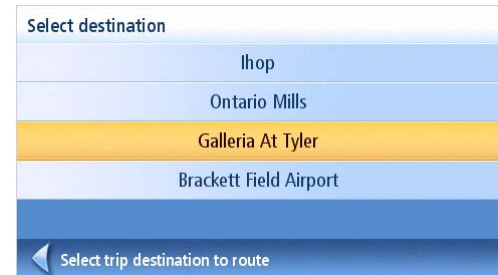 Select destination
Ihop
Ontario Mills
Galleria At Tyler
Brackett Field Airport
Select trip destination to route